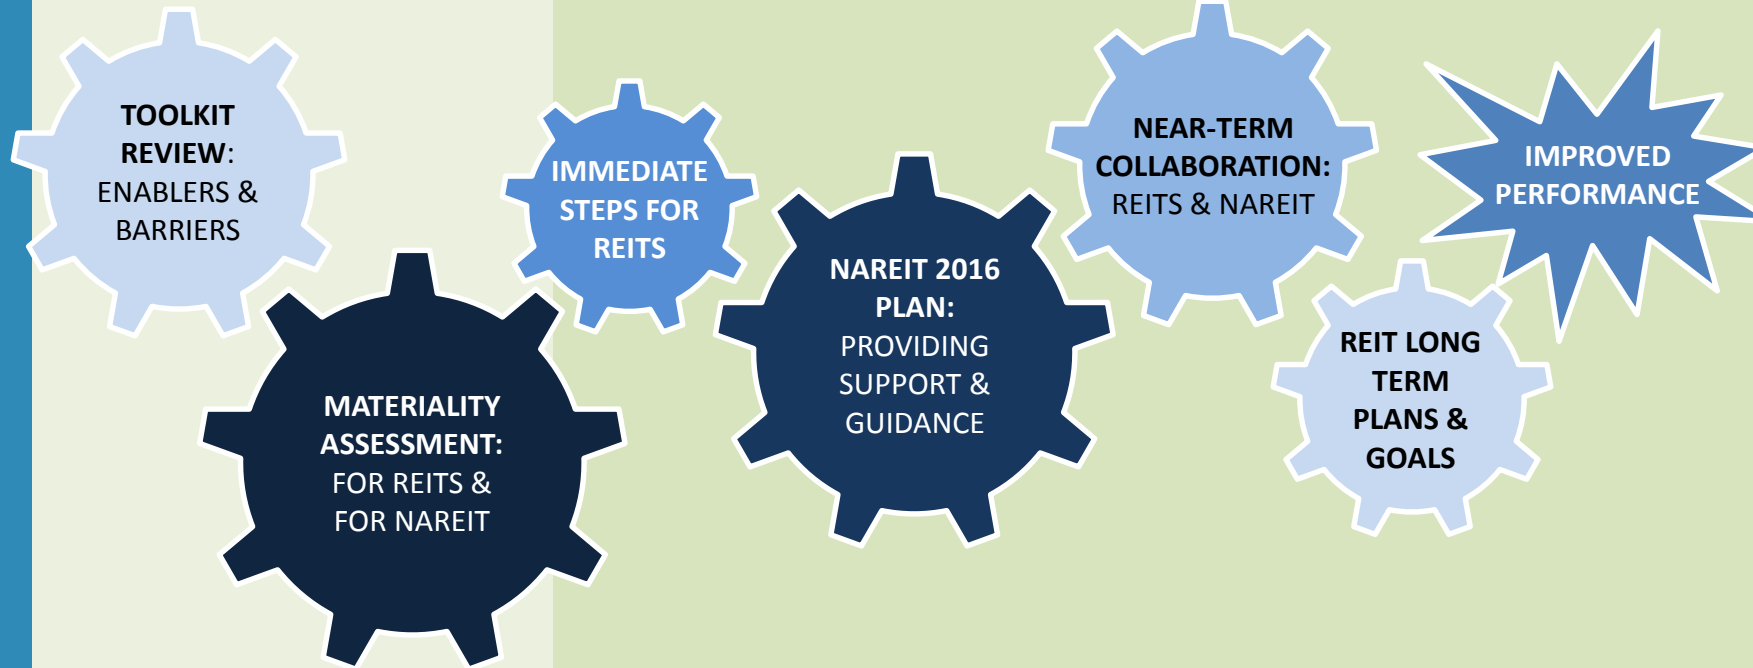 TOOLKIT
REVIEW:
ENABLERS &
BARRIERS
MATERIALITY
ASSESSMENT:
FOR REITS &
FOR NAREIT
IMMEDIATE
STEPS FOR
REITS
NAREIT 2016
PLAN:
PROVIDING
SUPPORT &
GUIDANCE
NEAR-TERM
COLLABORATION:
REITS & NAREIT
REIT LONG
TERM
PLANS &
GOALS
IMPROVED
PERFORMANCE